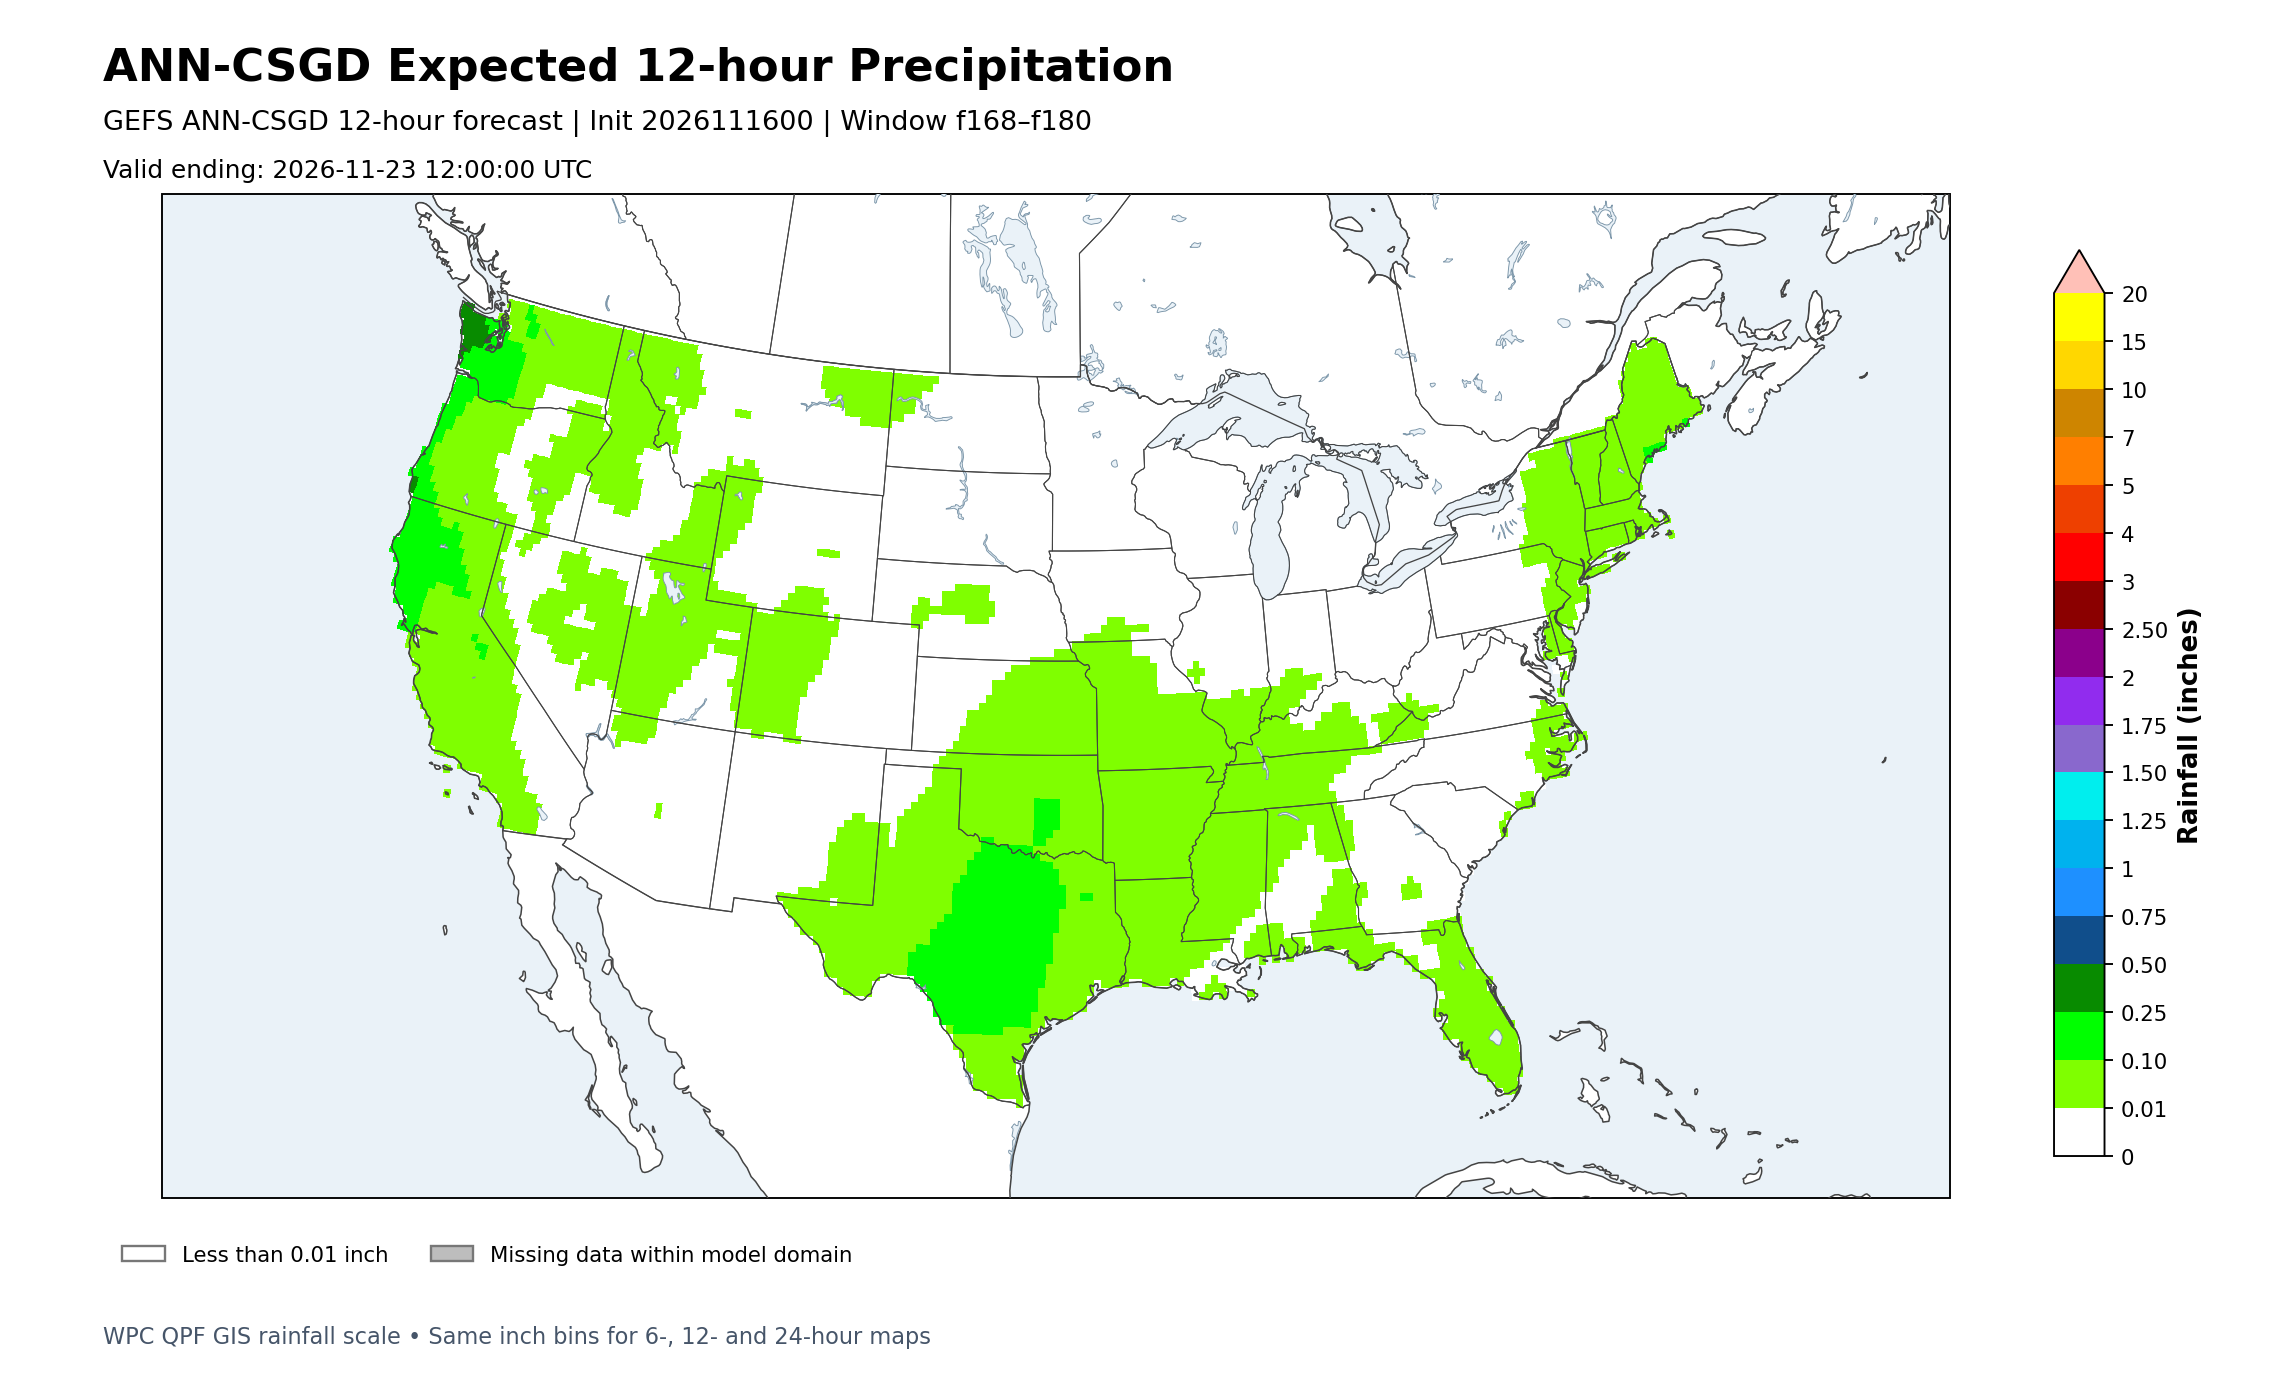 ANN-CSGD Expected 12-hour Precipitation
GEFS ANN-CSGD 12-hour forecast | Init 2026111600 | Window f168–f180
Valid ending: 2026-11-23 12:00:00 UTC
20
15
10
7
5
4
3
2.50
2
1.75
1.50
1.25
1
0.75
0.50
0.25
0.10
0.01
0
Rainfall (inches)
Less than 0.01 inch
Missing data within model domain
WPC QPF GIS rainfall scale • Same inch bins for 6-, 12- and 24-hour maps